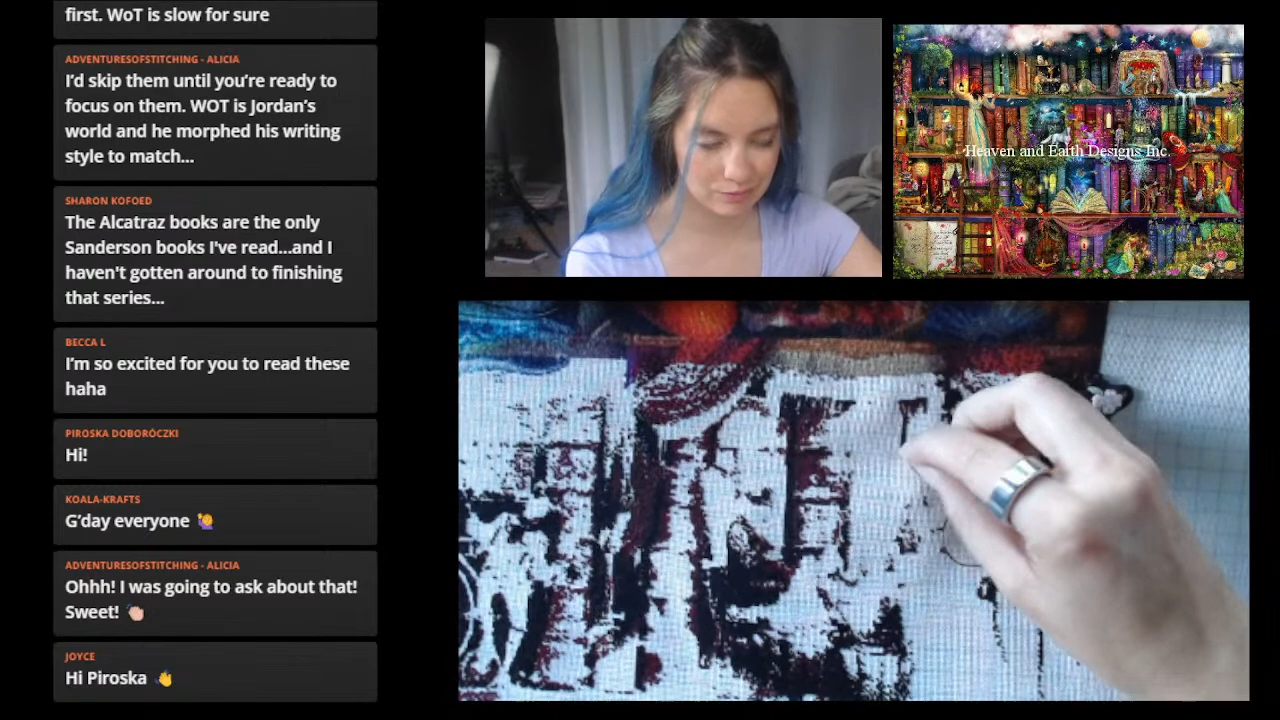 first. WoT is slow for sure
ADVENTURESOFSTITCHING - ALICIA
I'd skip them until you're ready to
focus on them. WOT is Jordan's
world and he morphed his writing
style to match...
SHARON KOFOED
The Alcatraz books are the only
Sanderson books I've read...and I
haven't gotten around to finishing
that series...
BECCA L
I'm so excited for you to read these
haha
PIROSKA DOBORÓCZKI
Hi!
KOALA-KRAFTS
G'day everyone 🙋
ADVENTURESOFSTITCHING - ALICIA
Ohhh! I was going to ask about that!
Sweet! 👏🏻
JOYCE
Hi Piroska 👋
Heaven and Earth Designs Inc.